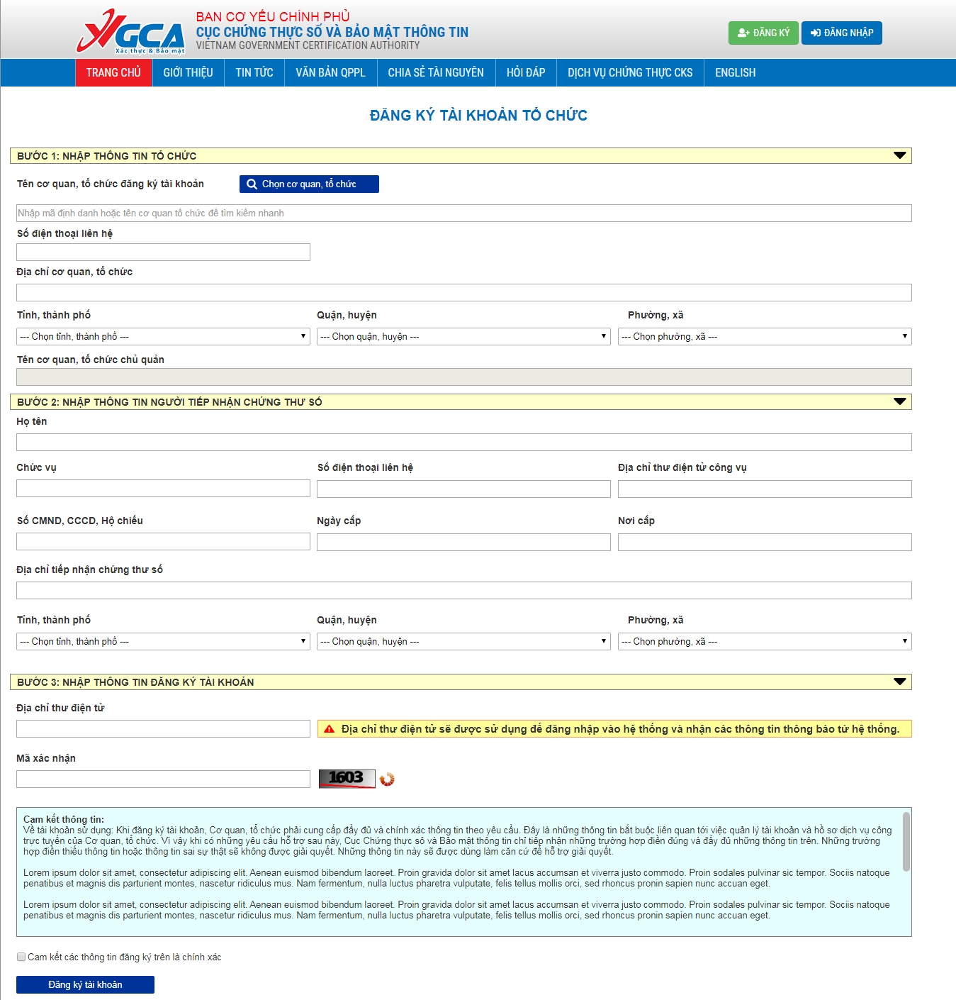 VGCA
Xác thực & Bảo mật
BAN CƠ YẾU CHÍNH PHỦ
CỤC CHỨNG THỰC SỐ VÀ BẢO MẬT THÔNG TIN
VIETNAM GOVERNMENT CERTIFICATION AUTHORITY
ĐĂNG KÝ ĐĂNG NHẬP
TRANG CHỦ GIỚI THIỆU TIN TỨC VĂN BẢN QPPL CHIA SẺ TÀI NGUYÊN HỎI ĐÁP DỊCH VỤ CHỨNG THỰC CKS ENGLISH
ĐĂNG KÝ TÀI KHOẢN TỔ CHỨC
BƯỚC 1: NHẬP THÔNG TIN TỔ CHỨC
Tên cơ quan, tổ chức đăng ký tài khoản Chọn cơ quan, tổ chức
Nhập mã định danh hoặc tên cơ quan tổ chức để tìm kiếm nhanh
Số điện thoại liên hệ
Địa chỉ cơ quan, tổ chức
Tỉnh, thành phố Quận, huyện Phường, xã
--- Chọn tỉnh, thành phố --- --- Chọn quận, huyện --- --- Chọn phường, xã ---
Tên cơ quan, tổ chức chủ quản
BƯỚC 2: NHẬP THÔNG TIN NGƯỜI TIẾP NHẬN CHỨNG THƯ SỐ
Họ tên
Chức vụ Số điện thoại liên hệ Địa chỉ thư điện tử công vụ
Số CMND, CCCD, Hộ chiếu Ngày cấp Nơi cấp
Địa chỉ tiếp nhận chứng thư số
Tỉnh, thành phố Quận, huyện Phường, xã
--- Chọn tỉnh, thành phố --- --- Chọn quận, huyện --- --- Chọn phường, xã ---
BƯỚC 3: NHẬP THÔNG TIN ĐĂNG KÝ TÀI KHOẢN
Địa chỉ thư điện tử
Địa chỉ thư điện tử sẽ được sử dụng để đăng nhập vào hệ thống và nhận các thông tin thông báo từ hệ thống.
Mã xác nhận
1603
Cam kết thông tin:
Về tài khoản sử dụng: Khi đăng ký tài khoản, Cơ quan, tổ chức phải cung cấp đầy đủ và chính xác thông tin theo yêu cầu. Đây là những thông tin bắt buộc liên quan tới việc quản lý tài khoản và hồ sơ dịch vụ công
trực tuyến của Cơ quan, tổ chức. Vì vậy khi có những yêu cầu hỗ trợ sau này, Cục Chứng thực số và Bảo mật thông tin chỉ tiếp nhận những trường hợp điền đúng và đầy đủ những thông tin trên. Những trường
hợp điền thiếu thông tin hoặc thông tin sai sự thật sẽ không được giải quyết. Những thông tin này sẽ được dùng làm căn cứ để hỗ trợ giải quyết.
Lorem ipsum dolor sit amet, consectetur adipiscing elit. Aenean euismod bibendum laoreet. Proin gravida dolor sit amet lacus accumsan et viverra justo commodo. Proin sodales pulvinar sic tempor. Sociis natoque
penatibus et magnis dis parturient montes, nascetur ridiculus mus. Nam fermentum, nulla luctus pharetra vulputate, felis tellus mollis orci, sed rhoncus pronin sapien nunc accuan eget.
Lorem ipsum dolor sit amet, consectetur adipiscing elit. Aenean euismod bibendum laoreet. Proin gravida dolor sit amet lacus accumsan et viverra justo commodo. Proin sodales pulvinar sic tempor. Sociis natoque
penatibus et magnis dis parturient montes, nascetur ridiculus mus. Nam fermentum, nulla luctus pharetra vulputate, felis tellus mollis orci, sed rhoncus pronin sapien nunc accuan eget.
Cam kết các thông tin đăng ký trên là chính xác
Đăng ký tài khoản